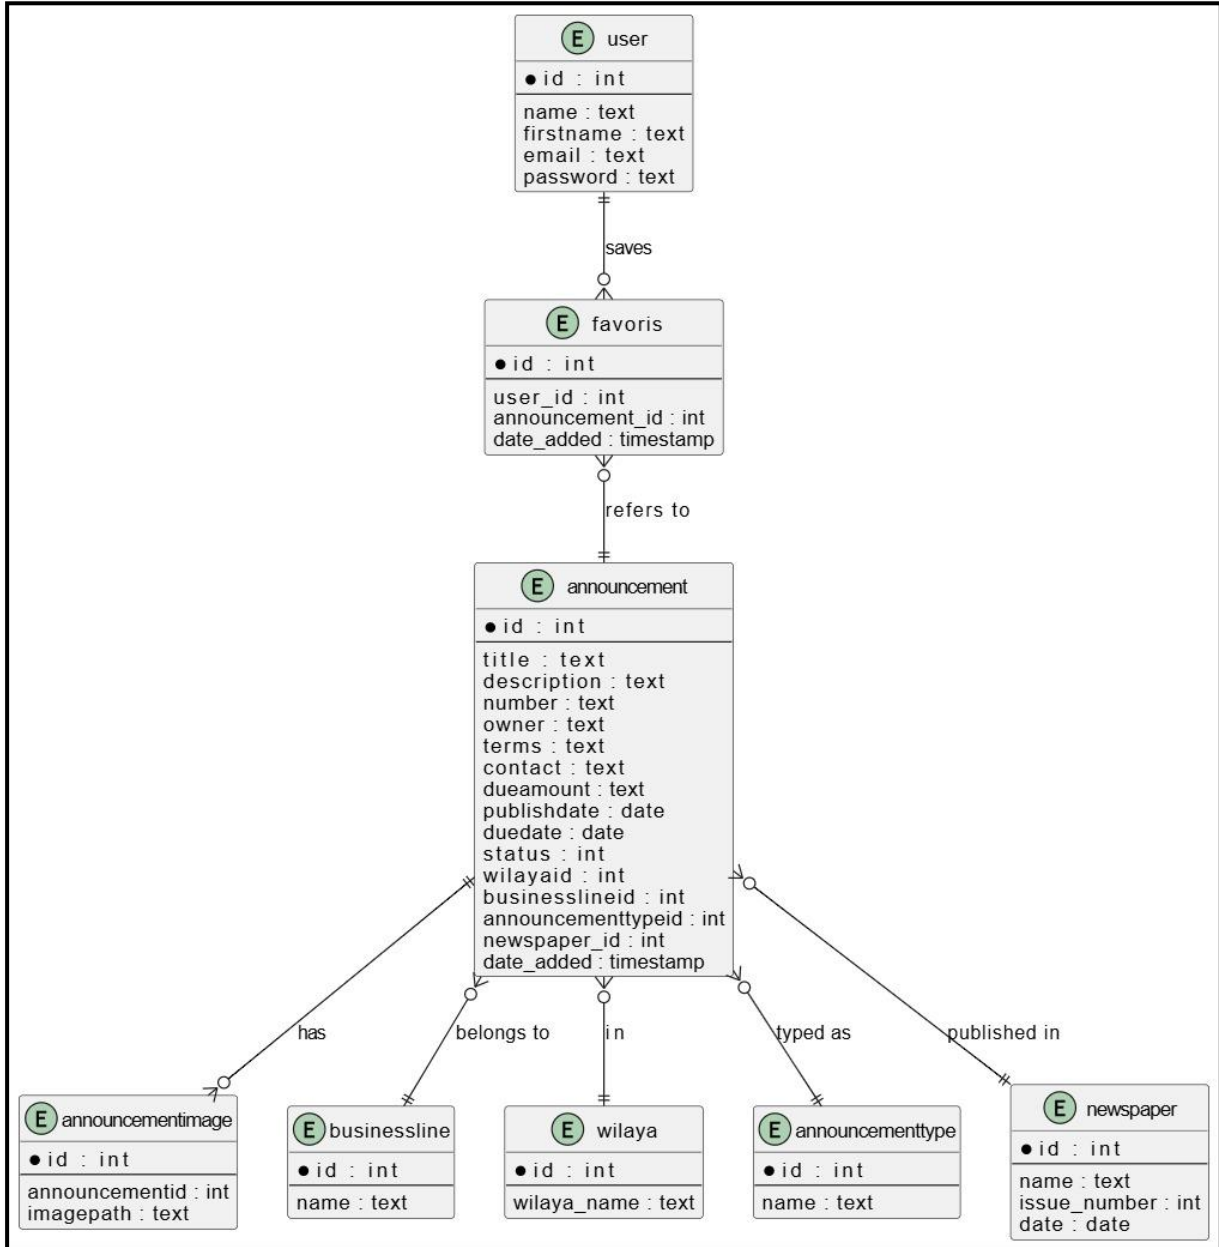 E user
id : int
name : text
firstname : text
email : text
password : text
saves
E favoris
id : int
user_id : int
announcement_id : int
date_added : timestamp
refers to
E announcement
id : int
title : text
description : text
number : text
owner : text
terms : text
contact : text
dueamount : text
publishdate : date
duedate : date
status : int
wilayaid : int
businesslineid : int
announcementtypeid : int
newspaper_id : int
date_added : timestamp
has
belongs to
in
typed as
published in
E announcementimage
id : int
announcementid : int
imagepath : text
E businessline
id : int
name : text
E wilaya
id : int
wilaya_name : text
E announcementtype
id : int
name : text
E newspaper
id : int
name : text
issue_number : int
date : date